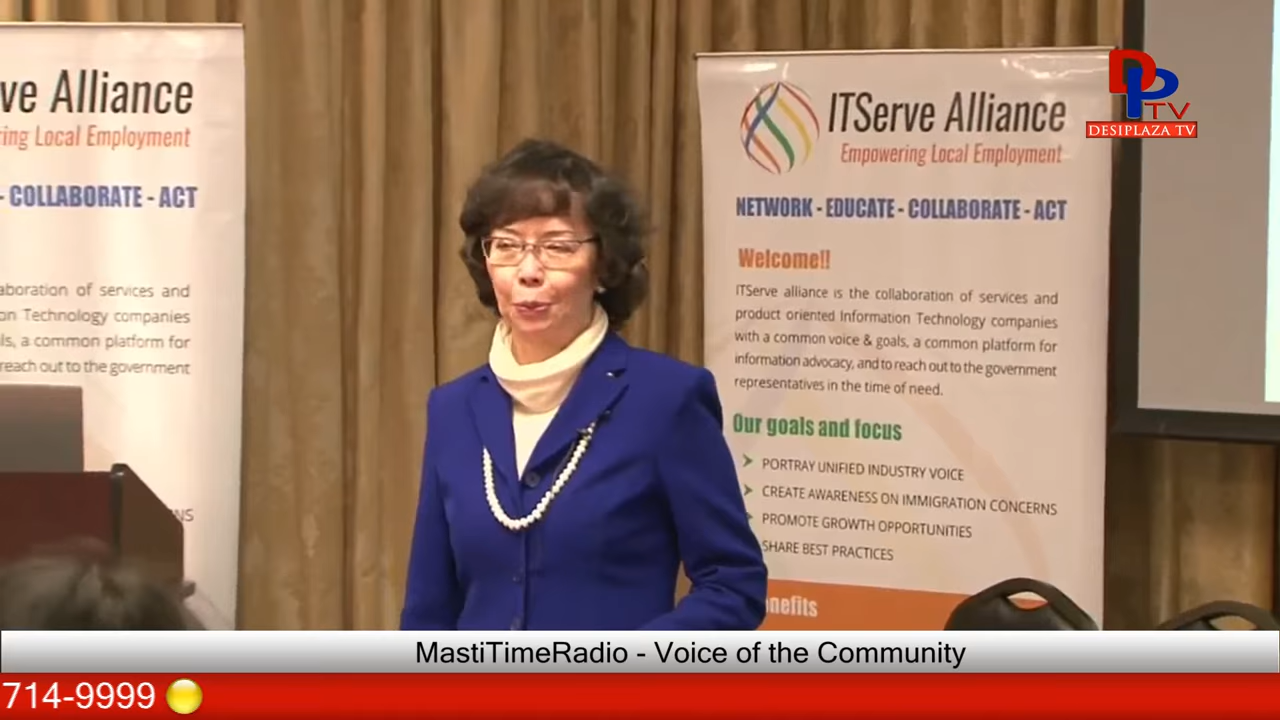 ve Alliance
ring Local Employment
- COLLABORATE - ACT
aboration of services and
on Technology companies
ls, a common platform for
reach out to the government
NS
ITServe Alliance
Empowering Local Employment
NETWORK - EDUCATE - COLLABORATE - ACT
Welcome!!
ITServe alliance is the collaboration of services and
product oriented Information Technology companies
with a common voice & goals, a common platform for
information advocacy, and to reach out to the government
representatives in the time of need.
Our goals and focus
PORTRAY UNIFIED INDUSTRY VOICE
CREATE AWARENESS ON IMMIGRATION CONCERNS
PROMOTE GROWTH OPPORTUNITIES
SHARE BEST PRACTICES
nefits
DPTV
DESIPLAZA TV
MastiTimeRadio - Voice of the Community
714-9999